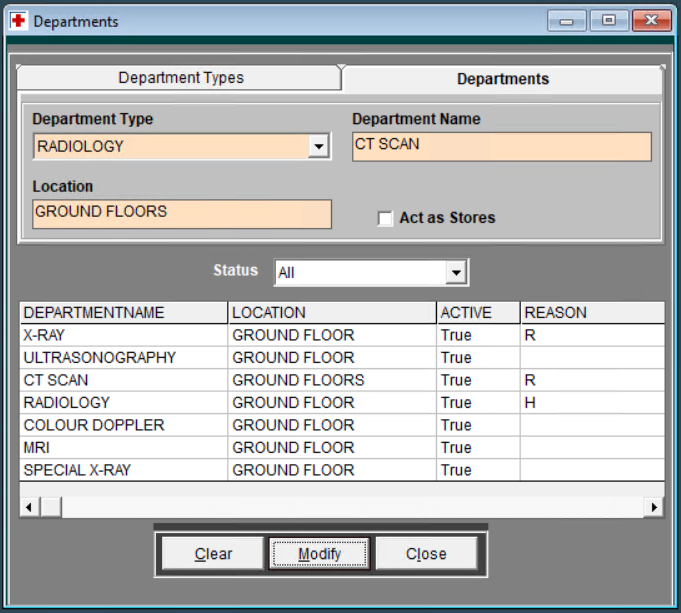 Departments
Department Types Departments
Department Type Department Name
RADIOLOGY CT SCAN
Location
GROUND FLOORS Act as Stores
Status All
DEPARTMENTNAME LOCATION ACTIVE REASON
X-RAY GROUND FLOOR True R
ULTRASONOGRAPHY GROUND FLOOR True
CT SCAN GROUND FLOORS True R
RADIOLOGY GROUND FLOOR True H
COLOUR DOPPLER GROUND FLOOR True
MRI GROUND FLOOR True
SPECIAL X-RAY GROUND FLOOR True
Clear Modify Close